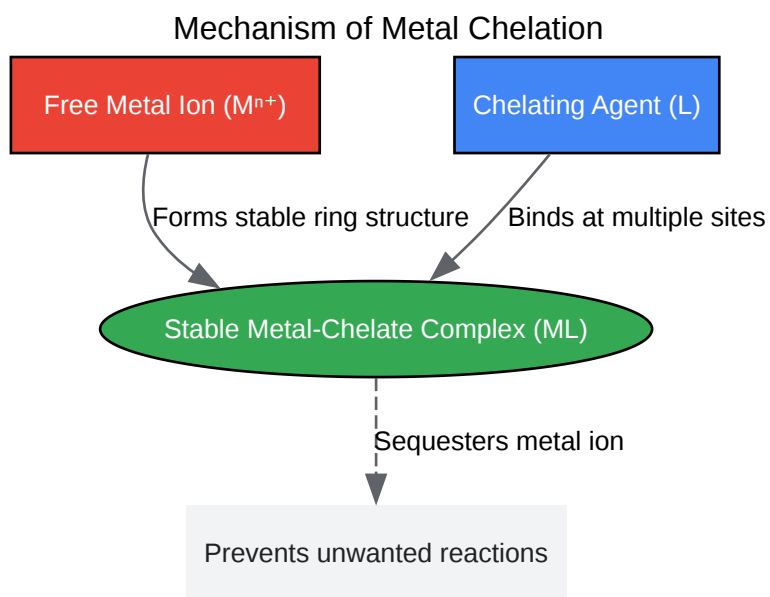 Mechanism of Metal Chelation
Free Metal Ion (Mⁿ⁺)
Chelating Agent (L)
Forms stable ring structure
Binds at multiple sites
Stable Metal-Chelate Complex (ML)
Sequesters metal ion
Prevents unwanted reactions